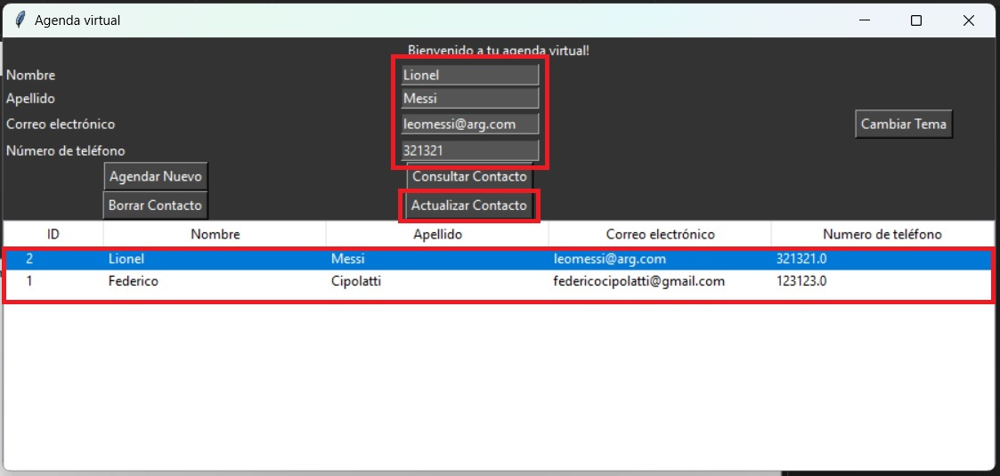 Agenda virtual
Bienvenido a tu agenda virtual!
Nombre Lionel
Apellido Messi
Correo electrónico leomessi@arg.com Cambiar Tema
Número de teléfono 321321
Agendar Nuevo Consultar Contacto
Borrar Contacto Actualizar Contacto
ID Nombre Apellido Correo electrónico Numero de teléfono
2 Lionel Messi leomessi@arg.com 321321.0
1 Federico Cipolatti federicocipolatti@gmail.com 123123.0